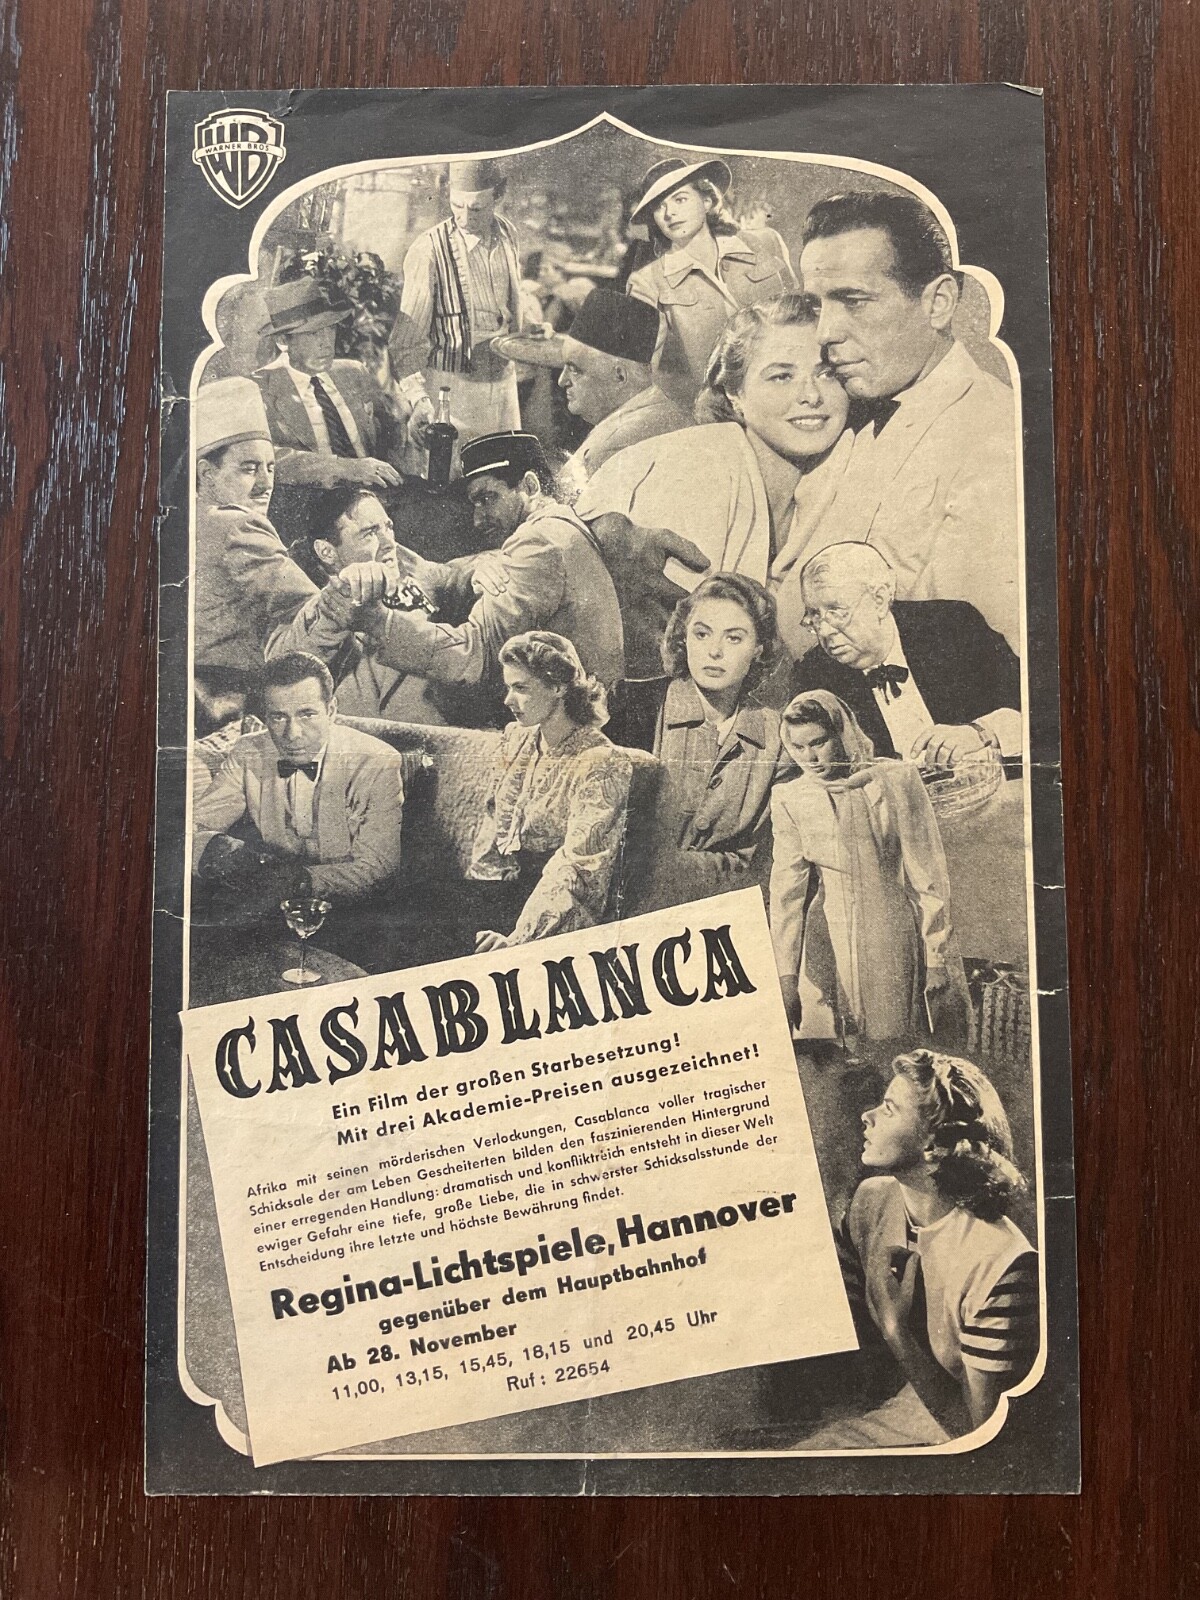 WB
WARNER BROS
CASABLANCA
Ein Film der großen Starbesetzung!
Mit drei Akademie-Preisen ausgezeichnet!
Afrika mit seinen mörderischen Verlockungen, Casablanca voller tragischer
Schicksale der am Leben Gescheiterten bilden den faszinierenden Hintergrund
einer erregenden Handlung: dramatisch und konfliktreich entsteht in dieser Welt
ewiger Gefahr eine tiefe, große Liebe, die in schwerster Schicksalsstunde der
Entscheidung ihre letzte und höchste Bewährung findet.
Regina-Lichtspiele, Hannover
gegenüber dem Hauptbahnhof
Ab 28. November
11,00, 13,15, 15,45, 18,15 und 20,45 Uhr
Ruf: 22654